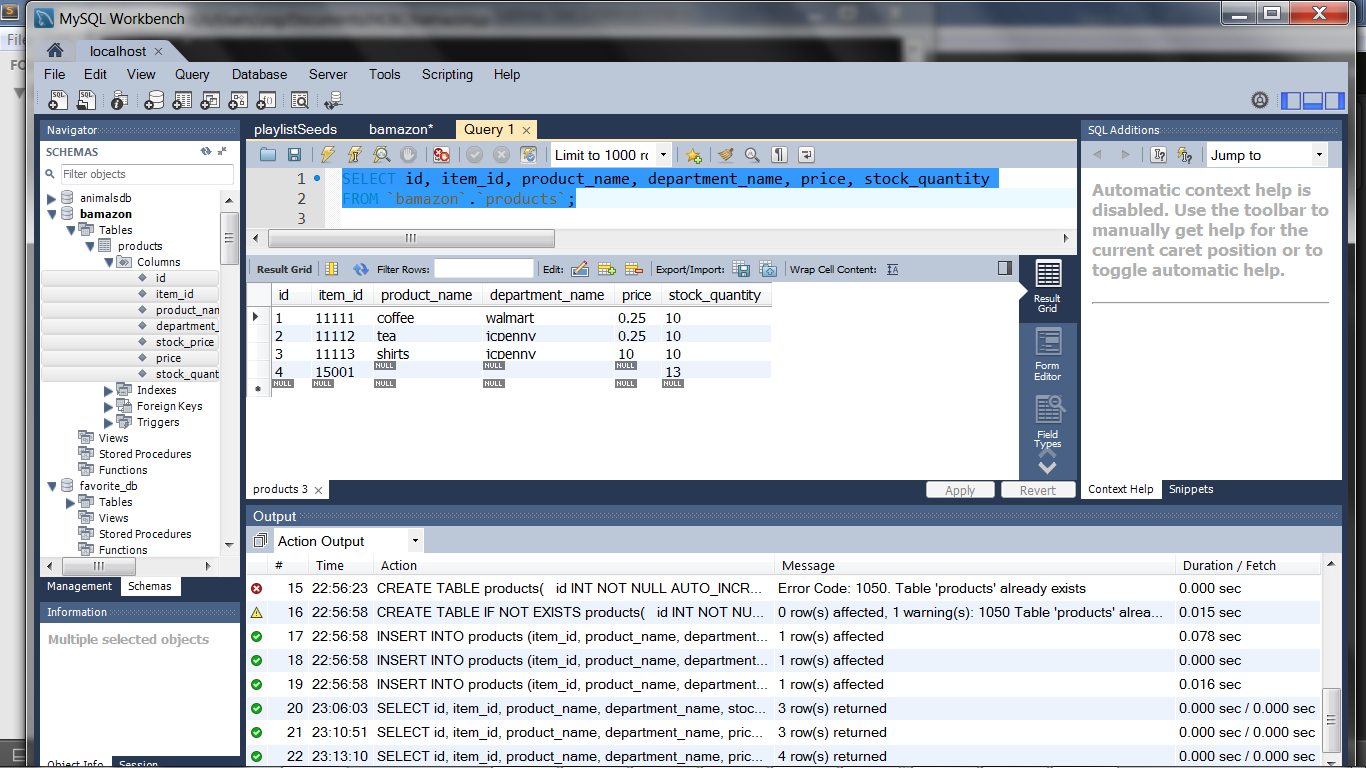 MySQL Workbench
localhost
File Edit View Query Database Server Tools Scripting Help
Navigator
SCHEMAS
Filter objects
animalsdb
bamazon
Tables
products
Columns
id
item_id
product_nam
department_
stock_price
price
stock_quant
Indexes
Foreign Keys
Triggers
Views
Stored Procedures
Functions
favorite_db
Tables
Views
Stored Procedures
Functions
Management Schemas
Information
Multiple selected objects
Object Info Session
playlistSeeds bamazon* Query 1
Limit to 1000 rc
1 SELECT id, item_id, product_name, department_name, price, stock_quantity
2 FROM `bamazon`.`products`;
3
Result Grid Filter Rows: Edit: Export/Import: Wrap Cell Content:
id item_id product_name department_name price stock_quantity
1 11111 coffee walmart 0.25 10
2 11112 tea jcpenny 0.25 10
3 11113 shirts jcpenny 10 10
4 15001 NULL NULL NULL 13
NULL NULL NULL NULL NULL NULL
Result Grid
Form Editor
Field Types
products 3
Apply Revert
SQL Additions
Jump to
Automatic context help is
disabled. Use the toolbar to
manually get help for the
current caret position or to
toggle automatic help.
Context Help Snippets
Output
Action Output
# Time Action Message Duration / Fetch
15 22:56:23 CREATE TABLE products( id INT NOT NULL AUTO_INCR... Error Code: 1050. Table 'products' already exists 0.000 sec
16 22:56:58 CREATE TABLE IF NOT EXISTS products( id INT NOT NU... 0 row(s) affected, 1 warning(s): 1050 Table 'products' alrea... 0.015 sec
17 22:56:58 INSERT INTO products (item_id, product_name, department... 1 row(s) affected 0.078 sec
18 22:56:58 INSERT INTO products (item_id, product_name, department... 1 row(s) affected 0.000 sec
19 22:56:58 INSERT INTO products (item_id, product_name, department... 1 row(s) affected 0.016 sec
20 23:06:03 SELECT id, item_id, product_name, department_name, stoc... 3 row(s) returned 0.000 sec / 0.000 sec
21 23:10:51 SELECT id, item_id, product_name, department_name, pric... 3 row(s) returned 0.000 sec / 0.000 sec
22 23:13:10 SELECT id, item_id, product_name, department_name, pric... 4 row(s) returned 0.000 sec / 0.000 sec